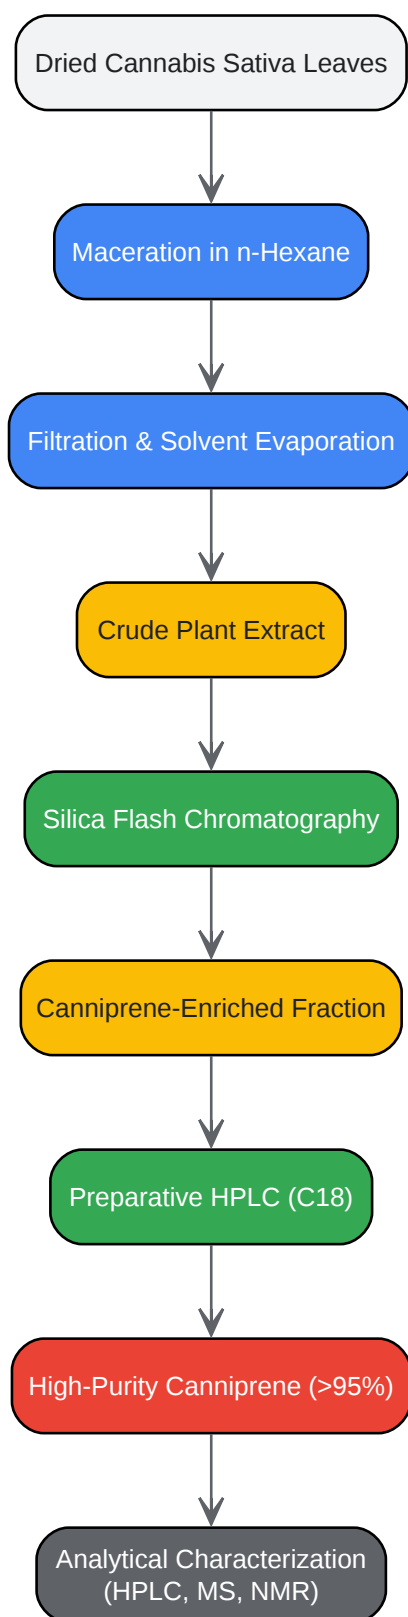 Dried Cannabis Sativa Leaves
Maceration in n-Hexane
Filtration & Solvent Evaporation
Crude Plant Extract
Silica Flash Chromatography
Canniprene-Enriched Fraction
Preparative HPLC (C18)
High-Purity Canniprene (>95%)
Analytical Characterization
(HPLC, MS, NMR)